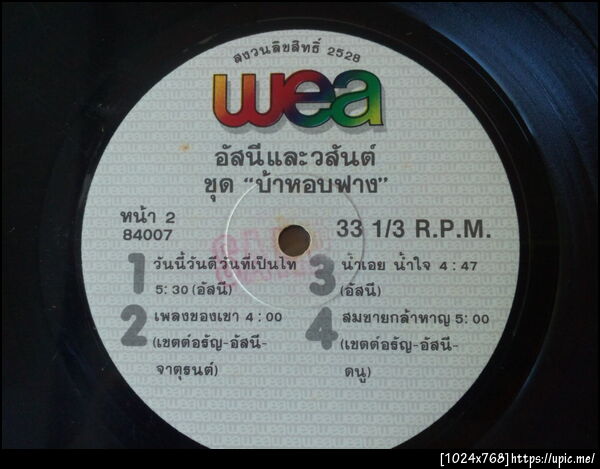 สงวนลิขสิทธิ์ 2528
wea
อัสนีและวสันต์
ชุด "บ้าหอบฟาง"
หน้า 2
84007
33 1/3 R.P.M.
1 วันนี้วันดีวันที่เป็นไท
5:30 (อัสนี)
2 เพลงของเขา 4:00
(เขตต์อรัญ-อัสนี-
จาตุรนต์)
3 น้ำเอย น้ำใจ 4:47
(อัสนี)
4 สมชายกล้าหาญ 5:00
(เขตต์อรัญ-อัสนี-
ดนู)
[1024x768]https://upic.me/